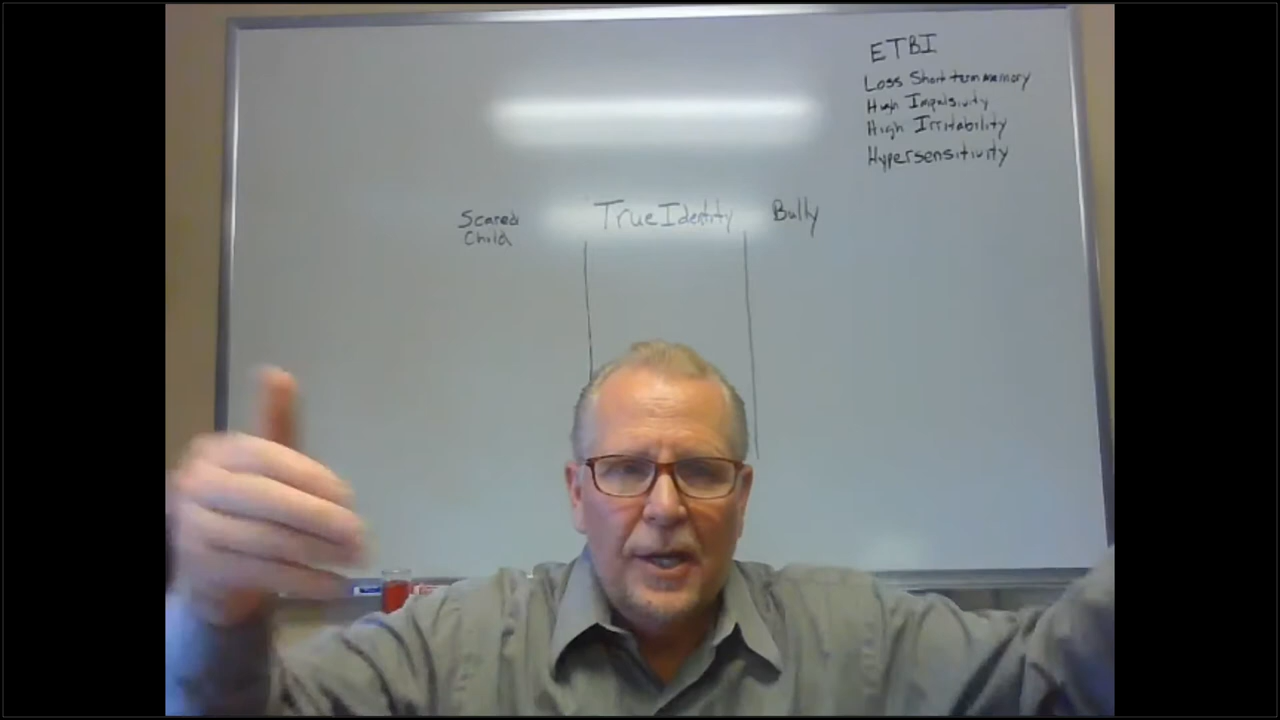 ETBI
Loss Short term memory
High Impulsivity
High Irritability
Hypersensitivity
Scared
Child
True Identity
Bully